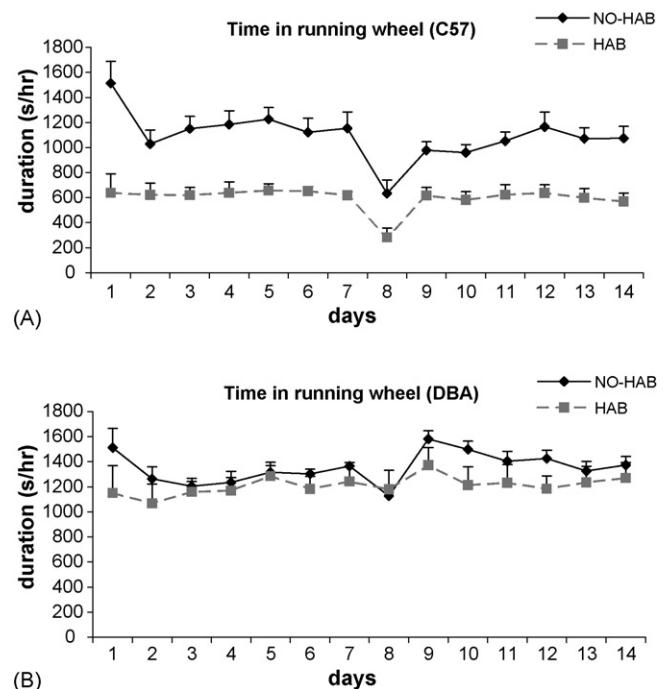 Time in running wheel (C57)
NO-HAB
HAB
duration (s/hr)
1800
1600
1400
1200
1000
800
600
400
200
0
1 2 3 4 5 6 7 8 9 10 11 12 13 14
days
(A)
Time in running wheel (DBA)
NO-HAB
HAB
duration (s/hr)
1800
1600
1400
1200
1000
800
600
400
200
0
1 2 3 4 5 6 7 8 9 10 11 12 13 14
days
(B)